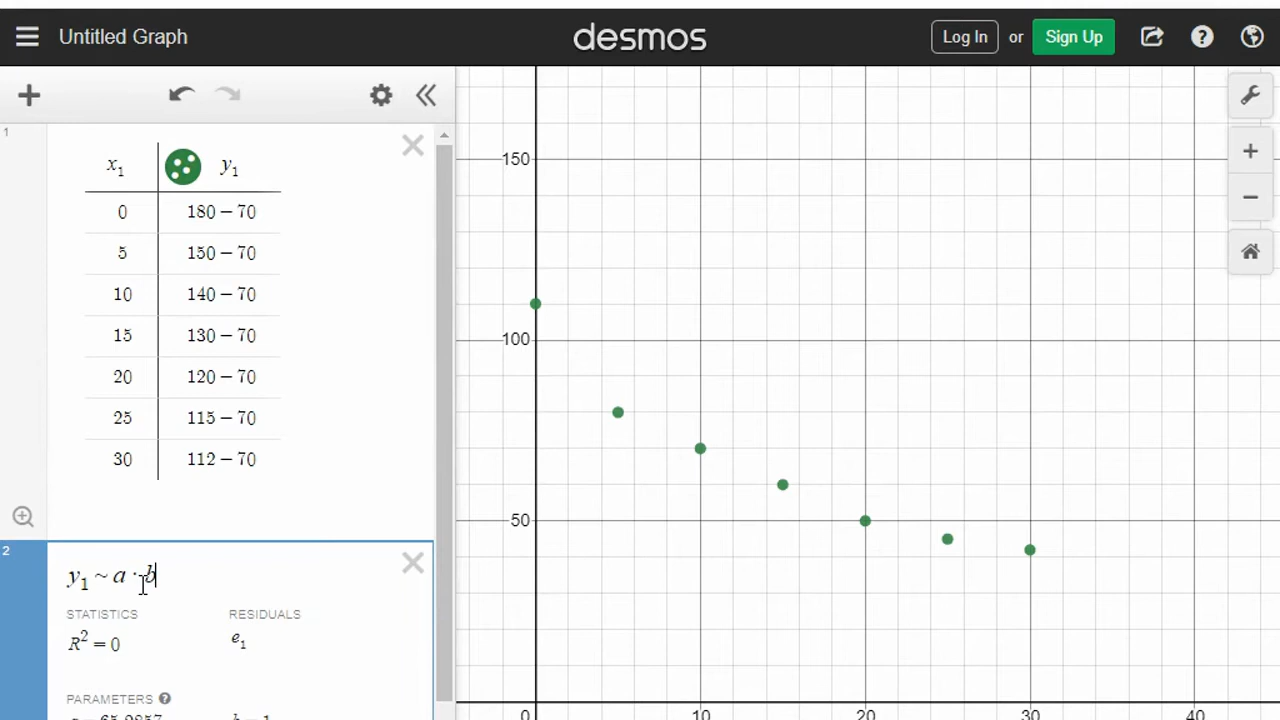 Untitled Graph
desmos
Log In or Sign Up
1
x₁ y₁
0 180 − 70
5 150 − 70
10 140 − 70
15 130 − 70
20 120 − 70
25 115 − 70
30 112 − 70
2
y₁ ~ a · b
STATISTICS RESIDUALS
R² = 0 e₁
PARAMETERS
150
100
50
0 10 20 30 40